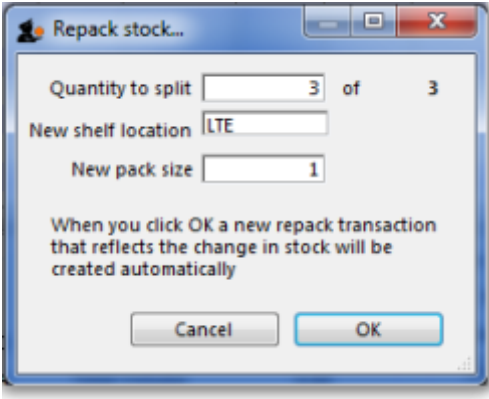 Repack stock...
Quantity to split 3 of 3
New shelf location LTE
New pack size 1
When you click OK a new repack transaction
that reflects the change in stock will be
created automatically
Cancel OK